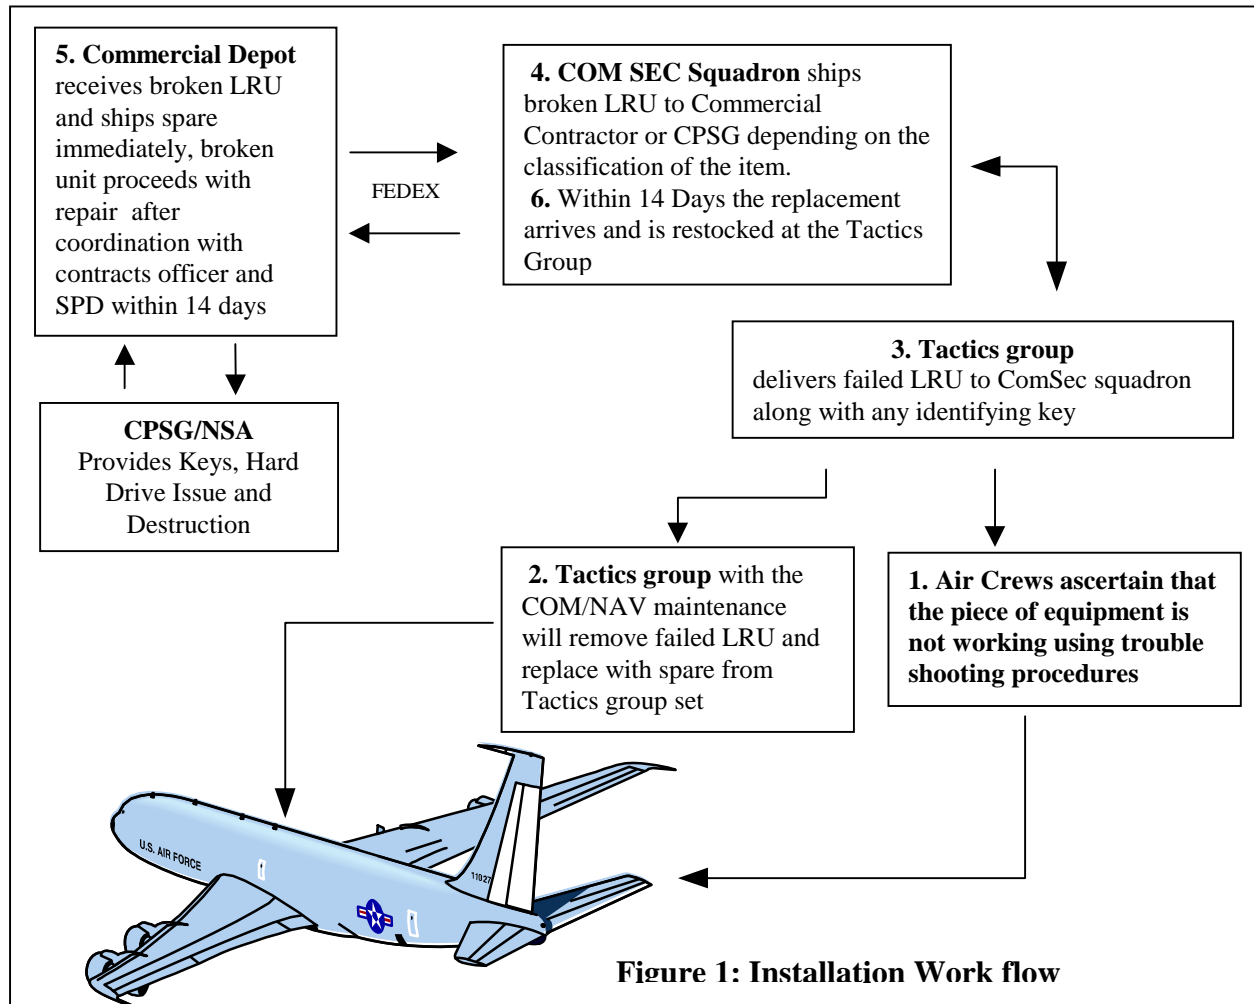 5. Commercial Depot
receives broken LRU
and ships spare
immediately, broken
unit proceeds with
repair after
coordination with
contracts officer and
SPD within 14 days
FEDEX
4. COM SEC Squadron ships
broken LRU to Commercial
Contractor or CPSG depending on the
classification of the item.
6. Within 14 Days the replacement
arrives and is restocked at the Tactics
Group
3. Tactics group
delivers failed LRU to ComSec squadron
along with any identifying key
CPSG/NSA
Provides Keys, Hard
Drive Issue and
Destruction
2. Tactics group with the
COM/NAV maintenance
will remove failed LRU and
replace with spare from
Tactics group set
1. Air Crews ascertain that
the piece of equipment is
not working using trouble
shooting procedures
U.S. AIR FORCE
11027
Figure 1: Installation Work flow